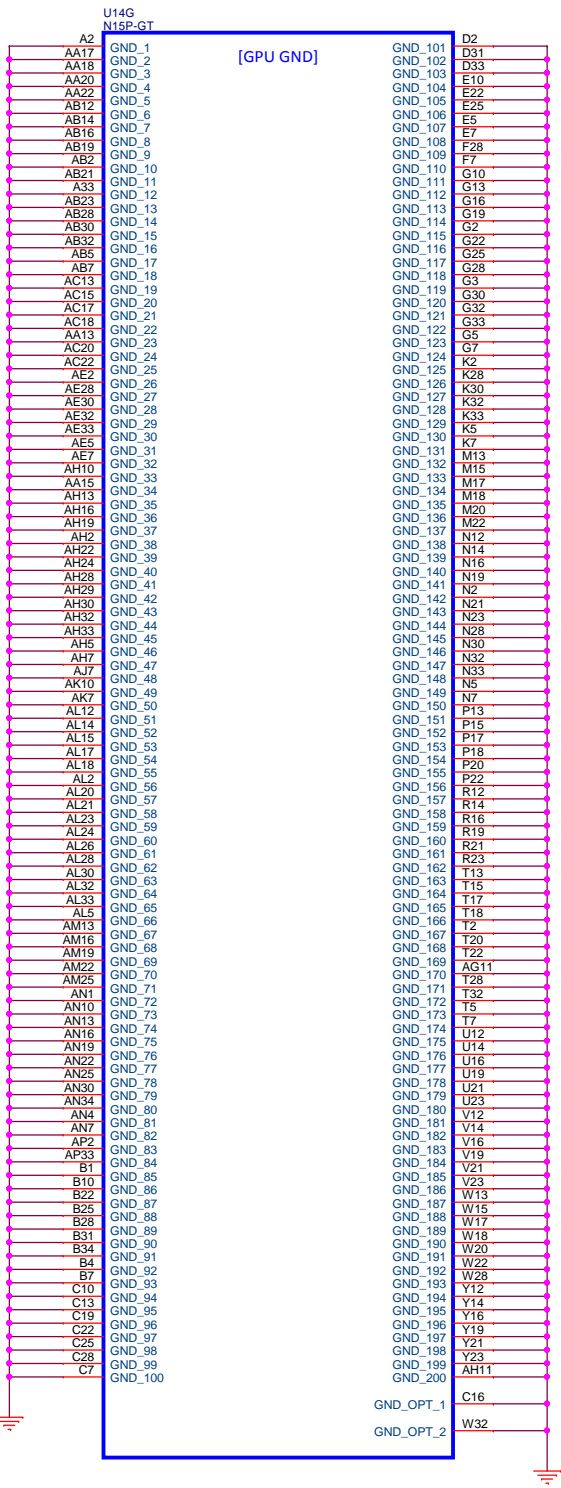 U14G
N15P-GT
[GPU GND]
A2 GND_1 GND_101 D2
AA17 GND_2 GND_102 D31
AA18 GND_3 GND_103 D33
AA20 GND_4 GND_104 E10
AA22 GND_5 GND_105 E22
AB12 GND_6 GND_106 E25
AB14 GND_7 GND_107 E5
AB16 GND_8 GND_108 E7
AB19 GND_9 GND_109 F28
AB2 GND_10 GND_110 F7
AB21 GND_11 GND_111 G10
A33 GND_12 GND_112 G13
AB23 GND_13 GND_113 G16
AB28 GND_14 GND_114 G19
AB30 GND_15 GND_115 G2
AB32 GND_16 GND_116 G22
AB5 GND_17 GND_117 G25
AB7 GND_18 GND_118 G28
AC13 GND_19 GND_119 G3
AC15 GND_20 GND_120 G30
AC17 GND_21 GND_121 G32
AC18 GND_22 GND_122 G33
AA13 GND_23 GND_123 G5
AC20 GND_24 GND_124 G7
AC22 GND_25 GND_125 K2
AE2 GND_26 GND_126 K28
AE28 GND_27 GND_127 K30
AE30 GND_28 GND_128 K32
AE32 GND_29 GND_129 K33
AE33 GND_30 GND_130 K5
AE5 GND_31 GND_131 K7
AE7 GND_32 GND_132 M13
AH10 GND_33 GND_133 M15
AA15 GND_34 GND_134 M17
AH13 GND_35 GND_135 M18
AH16 GND_36 GND_136 M20
AH19 GND_37 GND_137 M22
AH2 GND_38 GND_138 N12
AH22 GND_39 GND_139 N14
AH24 GND_40 GND_140 N16
AH28 GND_41 GND_141 N19
AH29 GND_42 GND_142 N2
AH30 GND_43 GND_143 N21
AH32 GND_44 GND_144 N23
AH33 GND_45 GND_145 N28
AH5 GND_46 GND_146 N30
AH7 GND_47 GND_147 N32
AJ7 GND_48 GND_148 N33
AK10 GND_49 GND_149 N5
AK7 GND_50 GND_150 N7
AL12 GND_51 GND_151 P13
AL14 GND_52 GND_152 P15
AL15 GND_53 GND_153 P17
AL17 GND_54 GND_154 P18
AL18 GND_55 GND_155 P20
AL2 GND_56 GND_156 P22
AL20 GND_57 GND_157 R12
AL21 GND_58 GND_158 R14
AL23 GND_59 GND_159 R16
AL24 GND_60 GND_160 R19
AL26 GND_61 GND_161 R21
AL28 GND_62 GND_162 R23
AL30 GND_63 GND_163 T13
AL32 GND_64 GND_164 T15
AL33 GND_65 GND_165 T17
AL5 GND_66 GND_166 T18
AM13 GND_67 GND_167 T2
AM16 GND_68 GND_168 T20
AM19 GND_69 GND_169 T22
AM22 GND_70 GND_170 AG11
AM25 GND_71 GND_171 T28
AN1 GND_72 GND_172 T32
AN10 GND_73 GND_173 T5
AN13 GND_74 GND_174 T7
AN16 GND_75 GND_175 U12
AN19 GND_76 GND_176 U14
AN22 GND_77 GND_177 U16
AN25 GND_78 GND_178 U19
AN30 GND_79 GND_179 U21
AN34 GND_80 GND_180 U23
AN4 GND_81 GND_181 V12
AN7 GND_82 GND_182 V14
AP2 GND_83 GND_183 V16
AP33 GND_84 GND_184 V19
B1 GND_85 GND_185 V21
B10 GND_86 GND_186 V23
B22 GND_87 GND_187 W13
B25 GND_88 GND_188 W15
B28 GND_89 GND_189 W17
B31 GND_90 GND_190 W18
B34 GND_91 GND_191 W20
B4 GND_92 GND_192 W22
B7 GND_93 GND_193 W28
C10 GND_94 GND_194 Y12
C13 GND_95 GND_195 Y14
C19 GND_96 GND_196 Y16
C22 GND_97 GND_197 Y19
C25 GND_98 GND_198 Y21
C28 GND_99 GND_199 Y23
C7 GND_100 GND_200 AH11
GND_OPT_1 C16
GND_OPT_2 W32